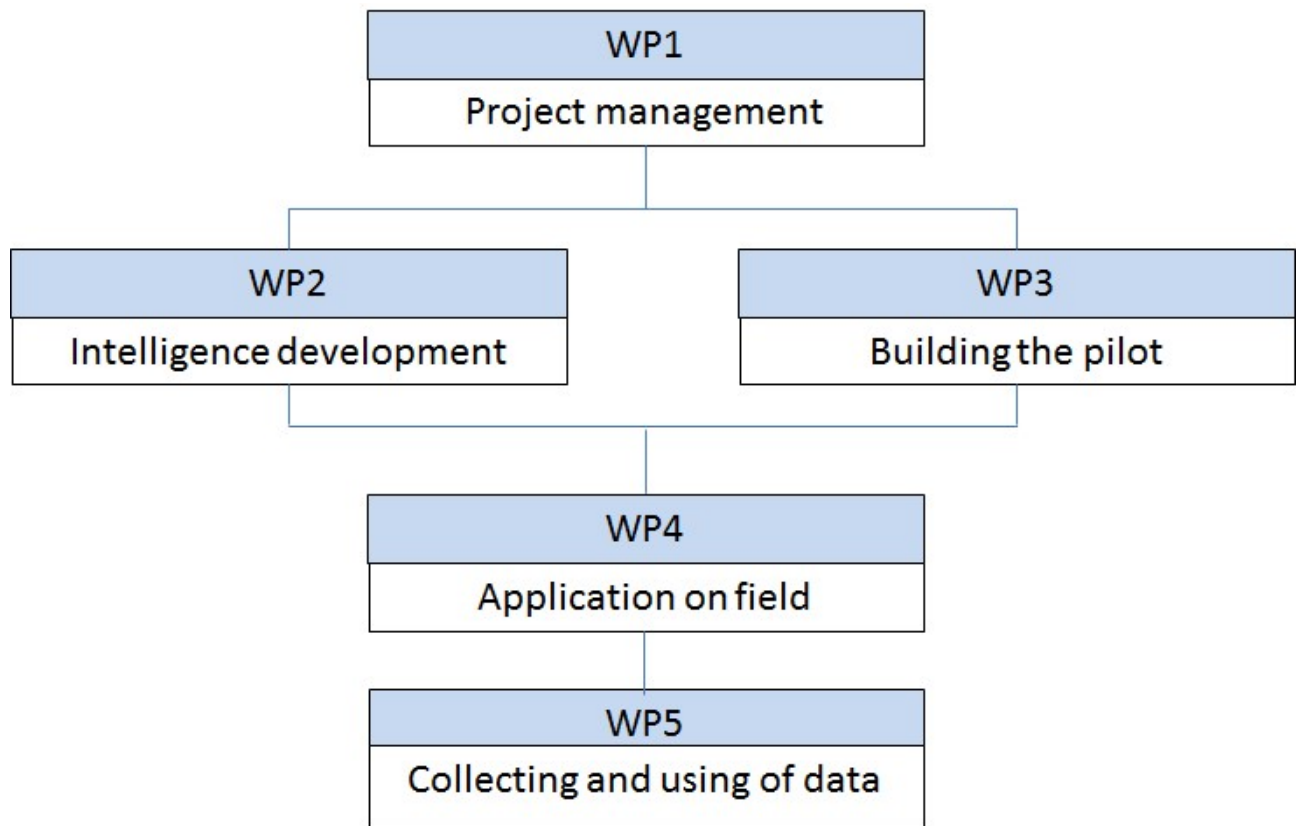 WP1
Project management
WP2
Intelligence development
WP3
Building the pilot
WP4
Application on field
WP5
Collecting and using of data